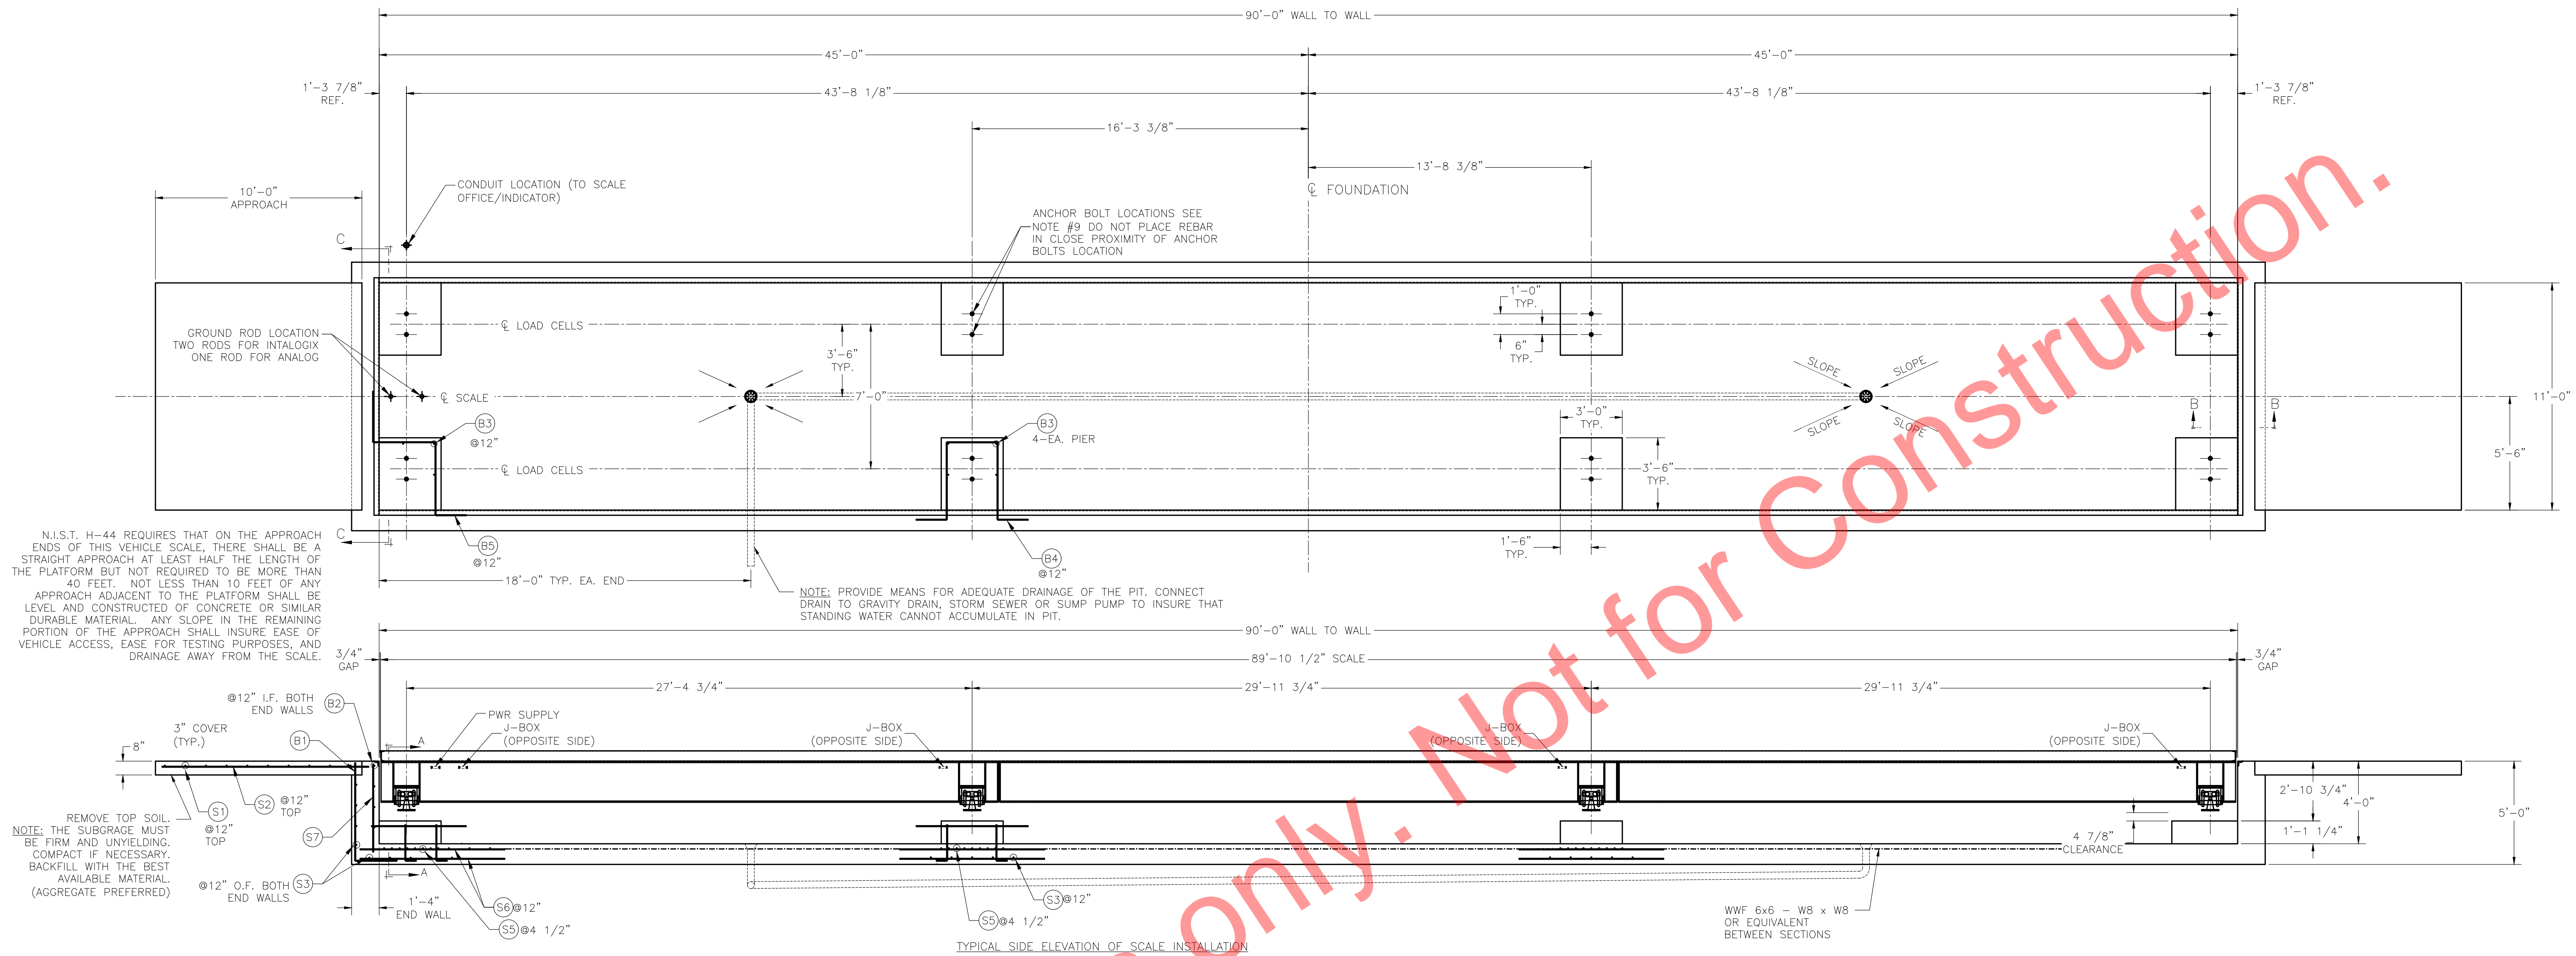 90'-0" WALL TO WALL
45'-0"
45'-0"
1'-3 7/8"
REF.
43'-8 1/8"
43'-8 1/8"
1'-3 7/8"
REF.
16'-3 3/8"
13'-8 3/8"
℄ FOUNDATION
10'-0"
APPROACH
CONDUIT LOCATION (TO SCALE
OFFICE/INDICATOR)
C
ANCHOR BOLT LOCATIONS SEE
NOTE #9 DO NOT PLACE REBAR
IN CLOSE PROXIMITY OF ANCHOR
BOLTS LOCATION
1'-0"
TYP.
6"
TYP.
GROUND ROD LOCATION
TWO RODS FOR INTALOGIX
ONE ROD FOR ANALOG
℄ LOAD CELLS
3'-6"
TYP.
7'-0"
℄ SCALE
SLOPE
SLOPE
SLOPE
SLOPE
B
B
11'-0"
5'-6"
B3
@12"
B3
4-EA. PIER
3'-0"
TYP.
℄ LOAD CELLS
3'-6"
TYP.
1'-6"
TYP.
C
B5
@12"
B4
@12"
18'-0" TYP. EA. END
N.I.S.T. H-44 REQUIRES THAT ON THE APPROACH
ENDS OF THIS VEHICLE SCALE, THERE SHALL BE A
STRAIGHT APPROACH AT LEAST HALF THE LENGTH OF
THE PLATFORM BUT NOT REQUIRED TO BE MORE THAN
40 FEET. NOT LESS THAN 10 FEET OF ANY
APPROACH ADJACENT TO THE PLATFORM SHALL BE
LEVEL AND CONSTRUCTED OF CONCRETE OR SIMILAR
DURABLE MATERIAL. ANY SLOPE IN THE REMAINING
PORTION OF THE APPROACH SHALL INSURE EASE OF
VEHICLE ACCESS, EASE FOR TESTING PURPOSES, AND
DRAINAGE AWAY FROM THE SCALE.
NOTE: PROVIDE MEANS FOR ADEQUATE DRAINAGE OF THE PIT. CONNECT
DRAIN TO GRAVITY DRAIN, STORM SEWER OR SUMP PUMP TO INSURE THAT
STANDING WATER CANNOT ACCUMULATE IN PIT.
90'-0" WALL TO WALL
3/4"
GAP
89'-10 1/2" SCALE
3/4"
GAP
27'-4 3/4"
29'-11 3/4"
29'-11 3/4"
@12" I.F. BOTH
END WALLS
B2
3" COVER
(TYP.)
B1
8"
A
PWR SUPPLY
J-BOX
(OPPOSITE SIDE)
J-BOX
(OPPOSITE SIDE)
J-BOX
(OPPOSITE SIDE)
J-BOX
(OPPOSITE SIDE)
S1
@12"
TOP
S2
@12"
TOP
S7
REMOVE TOP SOIL.
NOTE: THE SUBGRAGE MUST
BE FIRM AND UNYIELDING.
COMPACT IF NECESSARY.
BACKFILL WITH THE BEST
AVAILABLE MATERIAL.
(AGGREGATE PREFERRED)
@12" O.F. BOTH
END WALLS
S3
A
1'-4"
END WALL
S6 @12"
S5 @4 1/2"
S5 @4 1/2"
S3 @12"
2'-10 3/4"
4'-0"
5'-0"
1'-1 1/4"
4 7/8"
CLEARANCE
WWF 6x6 - W8 x W8
OR EQUIVALENT
BETWEEN SECTIONS
TYPICAL SIDE ELEVATION OF SCALE INSTALLATION
only. Not for Construction.